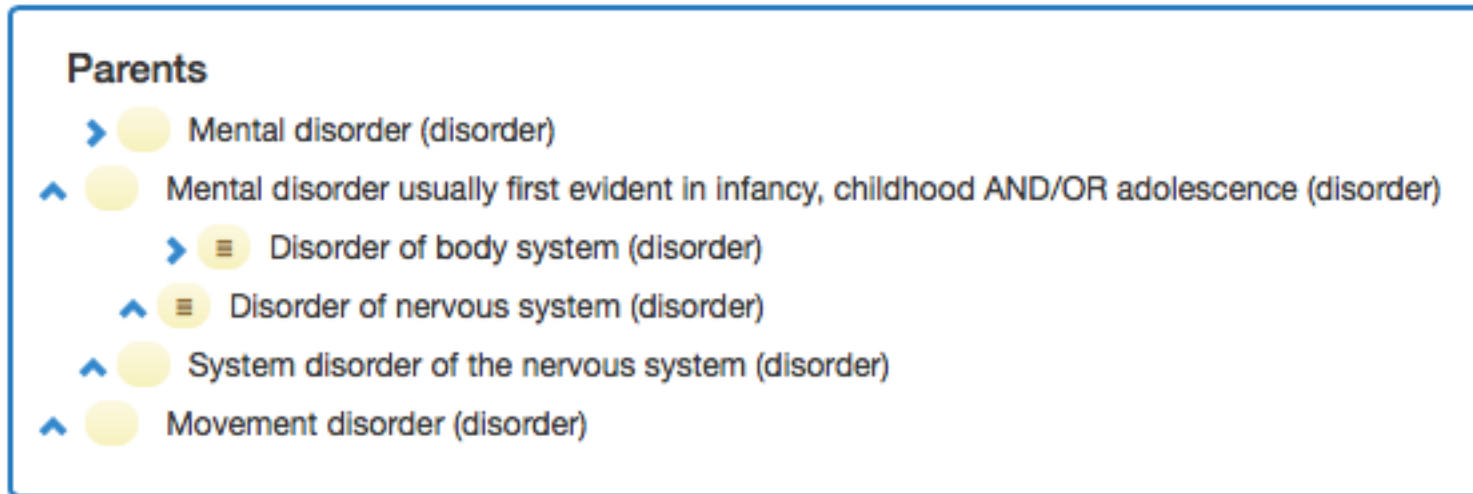 Parents
Mental disorder (disorder)
Mental disorder usually first evident in infancy, childhood AND/OR adolescence (disorder)
Disorder of body system (disorder)
Disorder of nervous system (disorder)
System disorder of the nervous system (disorder)
Movement disorder (disorder)